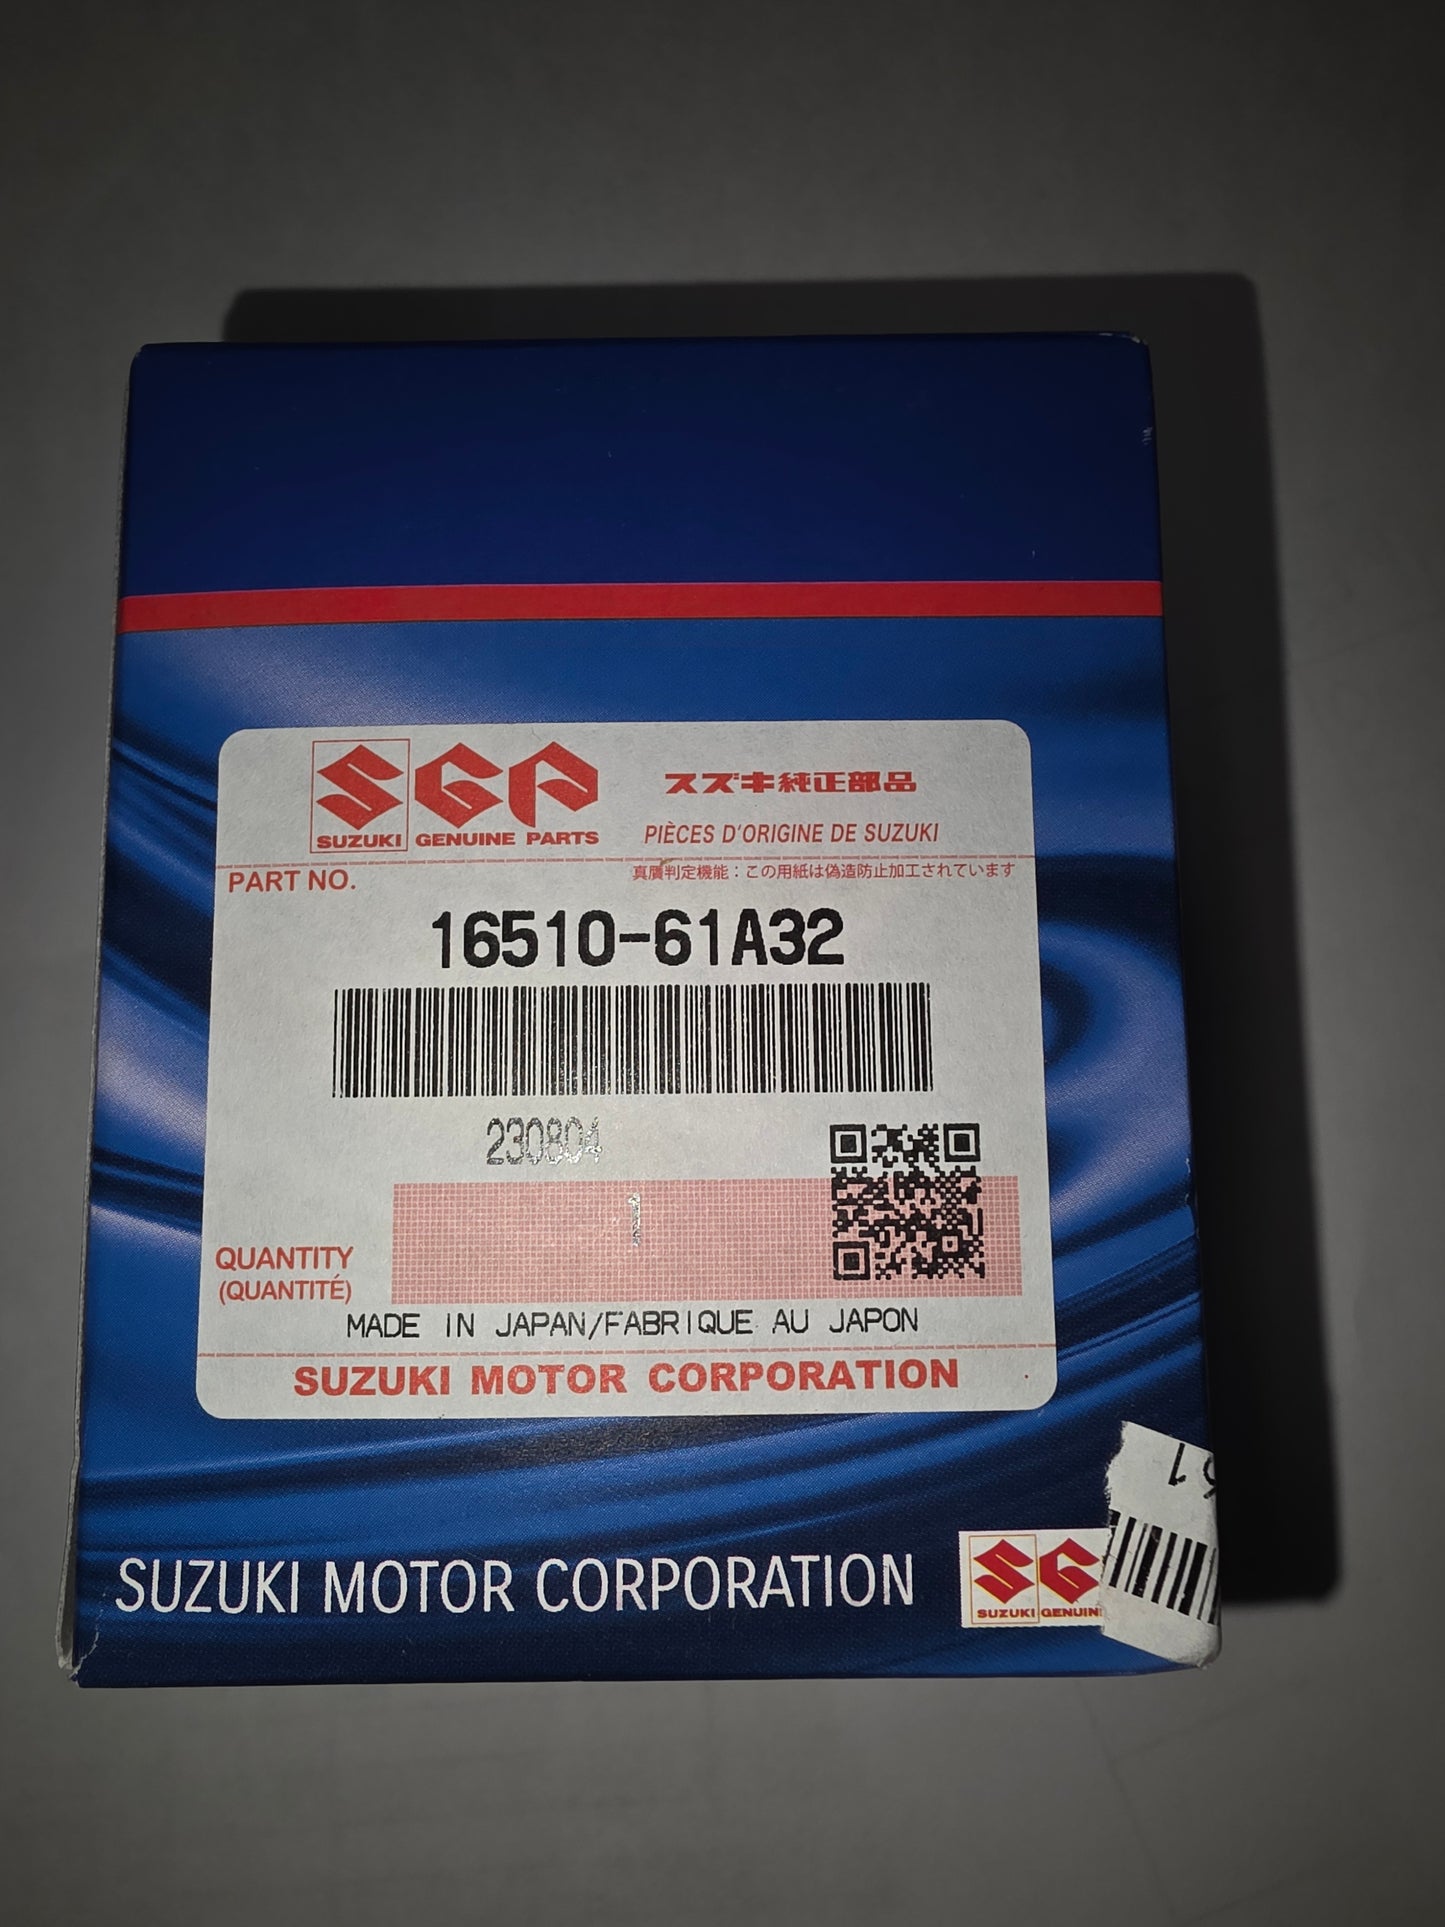 SGP
スズキ純正部品
SUZUKI GENUINE PARTS
PIÈCES D'ORIGINE DE SUZUKI
PART NO.
真贋判定機能：この用紙は偽造防止加工されています
16510-61A32
230804
1
QUANTITY
(QUANTITÉ)
MADE IN JAPAN/FABRIQUE AU JAPON
SUZUKI MOTOR CORPORATION
SUZUKI MOTOR CORPORATION
SG
SUZUKI GENUIN